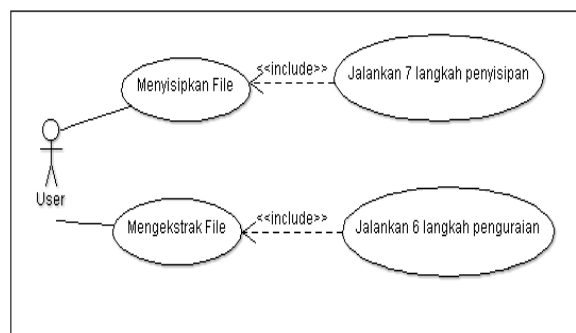 Menyisipkan File
<<include>>
Jalankan 7 langkah penyisipan
User
Mengekstrak File
<<include>>
Jalankan 6 langkah penguraian